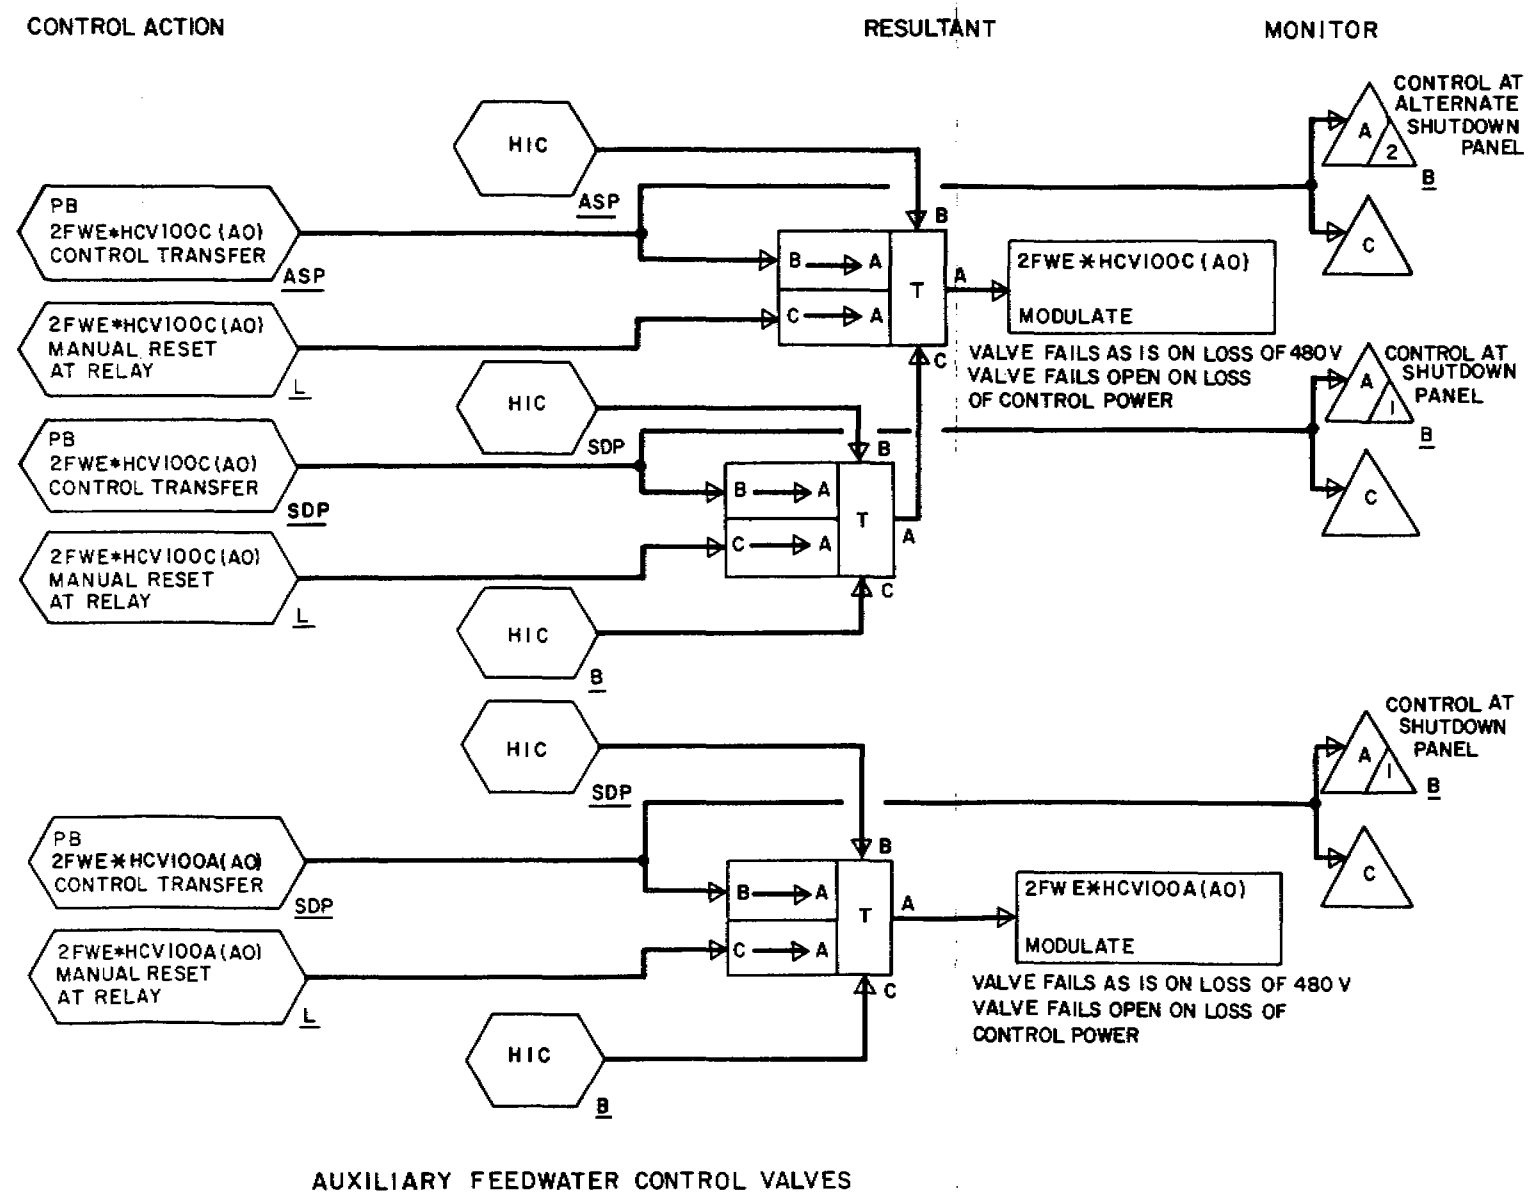 CONTROL ACTION
RESULTANT
MONITOR
HIC
ASP
CONTROL AT
ALTERNATE
SHUTDOWN
PANEL
A
2
B
C
PB
2FWE*HCV100C (AO)
CONTROL TRANSFER
ASP
B
B A
C A
T
A
C
2FWE*HCV100C (AO)
MODULATE
2FWE*HCV100C(AO)
MANUAL RESET
AT RELAY
L
VALVE FAILS AS IS ON LOSS OF 480 V
VALVE FAILS OPEN ON LOSS
OF CONTROL POWER
HIC
SDP
CONTROL AT
SHUTDOWN
PANEL
A
1
B
C
PB
2FWE*HCV100C(AO)
CONTROL TRANSFER
SDP
B
B A
C A
T
A
C
2FWE*HCV100C(AO)
MANUAL RESET
AT RELAY
L
HIC
B
HIC
SDP
CONTROL AT
SHUTDOWN
PANEL
A
1
B
C
PB
2FWE*HCV100A(AO)
CONTROL TRANSFER
SDP
B
B A
C A
T
A
C
2FWE*HCV100A(AO)
MODULATE
2FWE*HCV100A(AO)
MANUAL RESET
AT RELAY
L
VALVE FAILS AS IS ON LOSS OF 480 V
VALVE FAILS OPEN ON LOSS OF
CONTROL POWER
HIC
B
AUXILIARY FEEDWATER CONTROL VALVES